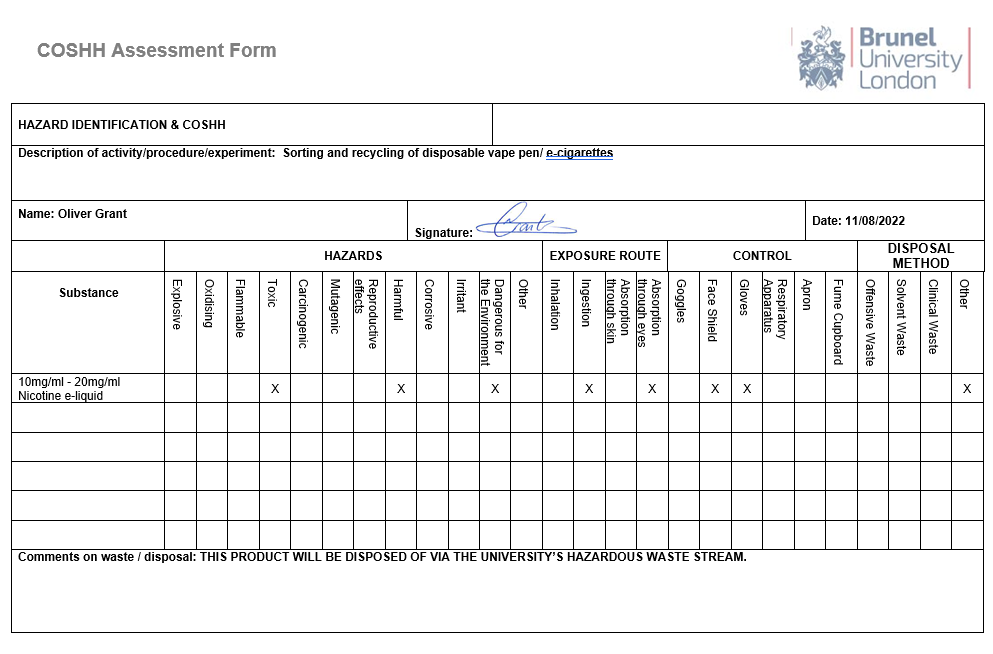 COSHH Assessment Form
Brunel
University
London
HAZARD IDENTIFICATION & COSHH
Description of activity/procedure/experiment: Sorting and recycling of disposable vape pen/ e-cigarettes
Name: Oliver Grant
Signature: Grant
Date: 11/08/2022
HAZARDS
EXPOSURE ROUTE
CONTROL
DISPOSAL
METHOD
Substance
Explosive
Oxidising
Flammable
Toxic
Carcinogenic
Mutagenic
Reproductive
effects
Harmful
Corrosive
Irritant
Dangerous for
the Environment
Other
Inhalation
Ingestion
Absorption
through skin
Absorption
through eyes
Goggles
Face Shield
Gloves
Respiratory
Apparatus
Apron
Fume Cupboard
Offensive Waste
Solvent Waste
Clinical Waste
Other
10mg/ml - 20mg/ml
Nicotine e-liquid
X X X X X X X X
Comments on waste / disposal: THIS PRODUCT WILL BE DISPOSED OF VIA THE UNIVERSITY'S HAZARDOUS WASTE STREAM.